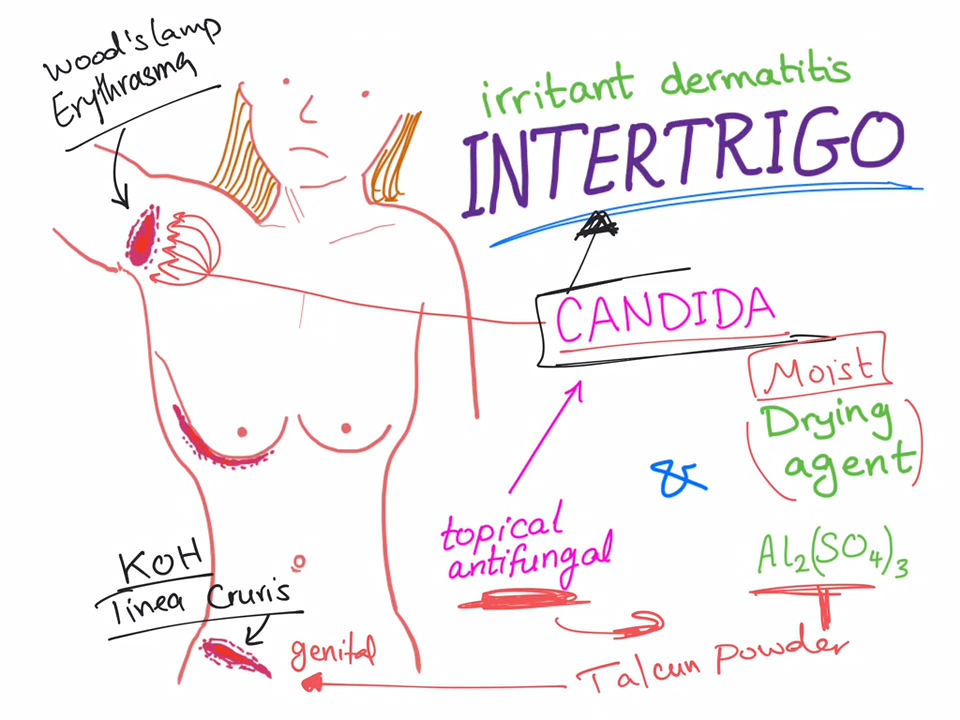 Wood's lamp
Erythrasma
irritant dermatitis
INTERTRIGO
CANDIDA
Moist
Drying
agent
&
topical
antifungal
Al₂(SO₄)₃
KOH
Tinea Cruris
genital
Talcum powder